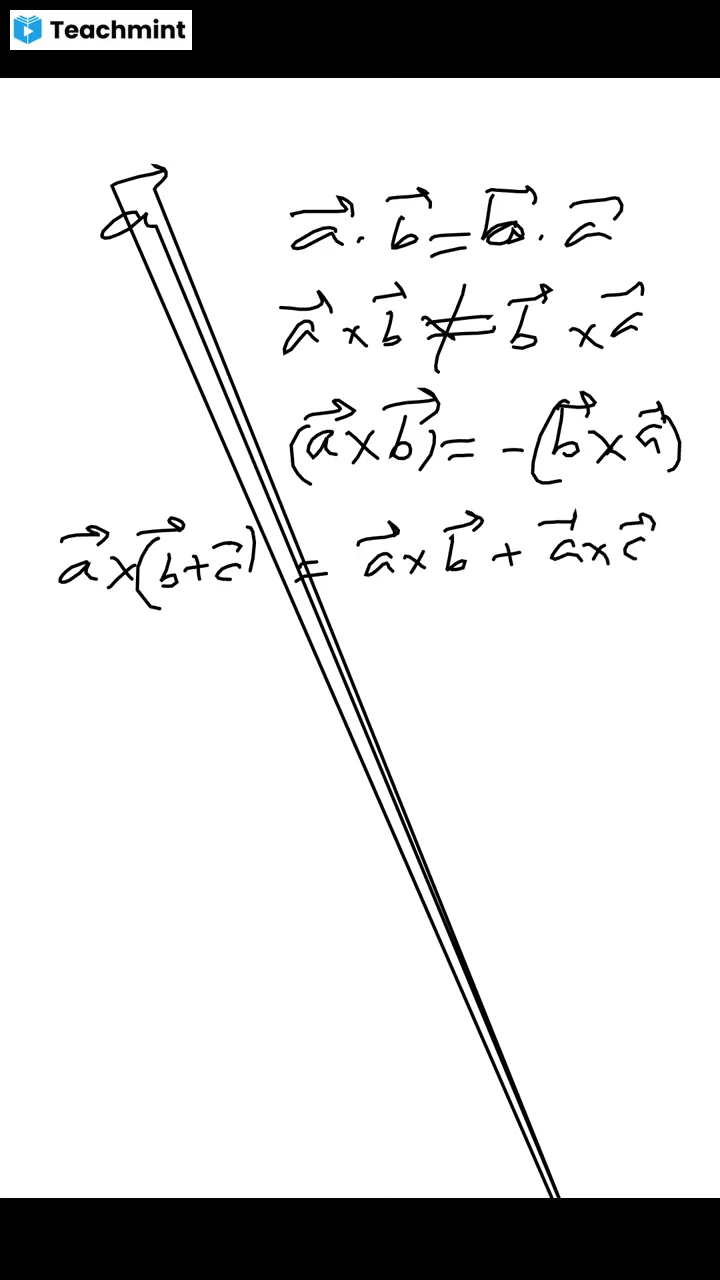 Teachmint
a⃗
a⃗ . b⃗ = b⃗ . a⃗
a⃗ × b⃗ ≠ b⃗ × a⃗
(a⃗ × b⃗) = -(b⃗ × a⃗)
a⃗ × (b⃗ + c⃗) = a⃗ × b⃗ + a⃗ × c⃗